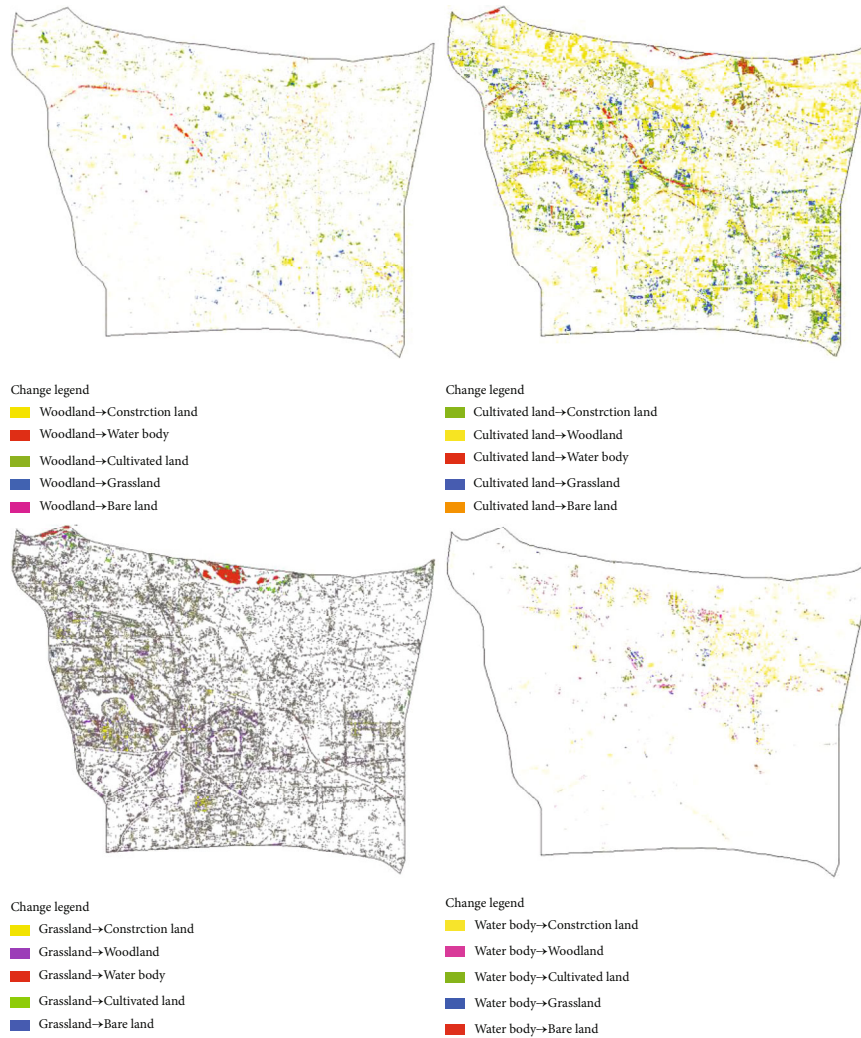 Change legend
Woodland→Constrction land
Woodland→Water body
Woodland→Cultivated land
Woodland→Grassland
Woodland→Bare land
Change legend
Cultivated land→Constrction land
Cultivated land→Woodland
Cultivated land→Water body
Cultivated land→Grassland
Cultivated land→Bare land
Change legend
Grassland→Constrction land
Grassland→Woodland
Grassland→Water body
Grassland→Cultivated land
Grassland→Bare land
Change legend
Water body→Constrction land
Water body→Woodland
Water body→Cultivated land
Water body→Grassland
Water body→Bare land